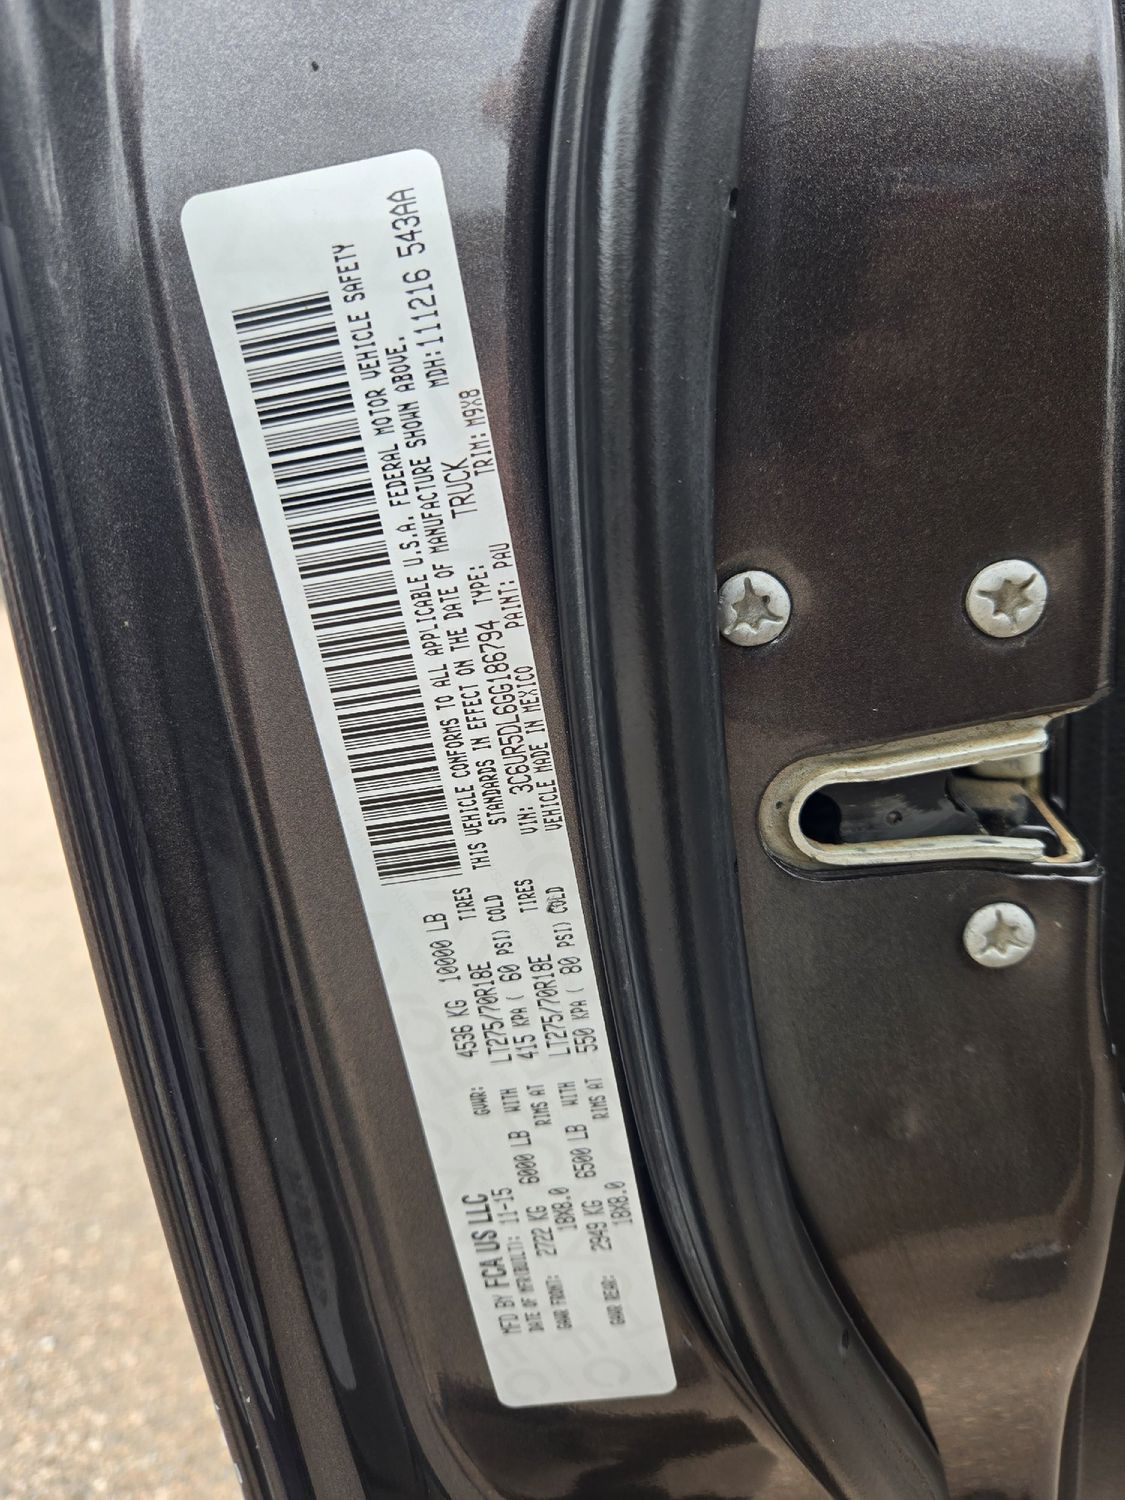 MFD BY FCA US LLC
DATE OF MFR(BUILT): 11-15 GVWR: 4536 KG 10000 LB
GAWR FRONT: 2722 KG 6000 LB WITH LT275/70R18E TIRES
18X8.0 RIMS AT 415 KPA ( 60 PSI) COLD
GAWR REAR: 2949 KG 6500 LB WITH LT275/70R18E TIRES
18X8.0 RIMS AT 550 KPA ( 80 PSI) COLD
THIS VEHICLE CONFORMS TO ALL APPLICABLE U.S.A. FEDERAL MOTOR VEHICLE SAFETY
STANDARDS IN EFFECT ON THE DATE OF MANUFACTURE SHOWN ABOVE.
MDH:111216 543AA
VIN: 3C6UR5DL6GG186794 TYPE: TRUCK
VEHICLE MADE IN MEXICO PAINT: PAU TRIM: M9X8